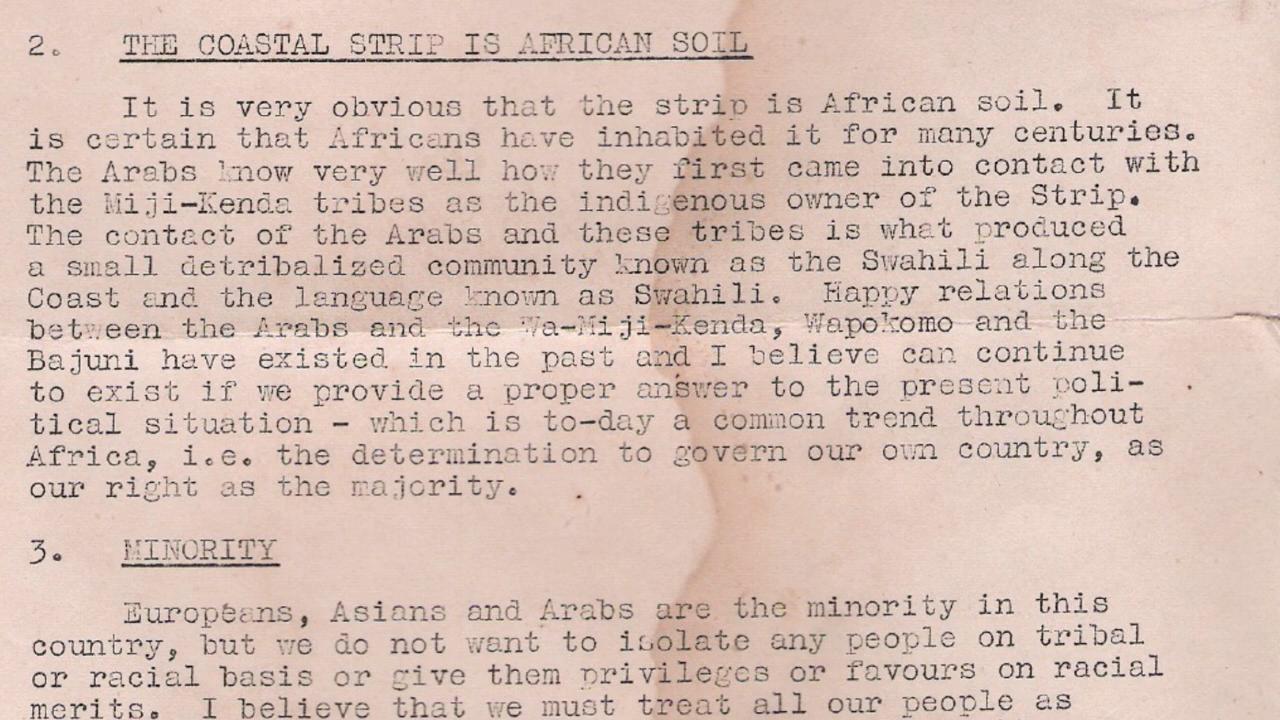 2. THE COASTAL STRIP IS AFRICAN SOIL
It is very obvious that the strip is African soil. It
is certain that Africans have inhabited it for many centuries.
The Arabs know very well how they first came into contact with
the Miji-Kenda tribes as the indigenous owner of the Strip.
The contact of the Arabs and these tribes is what produced
a small detribalized community known as the Swahili along the
Coast and the language known as Swahili. Happy relations
between the Arabs and the Wa-Miji-Kenda, Wapokomo and the
Bajuni have existed in the past and I believe can continue
to exist if we provide a proper answer to the present poli-
tical situation - which is to-day a common trend throughout
Africa, i.e. the determination to govern our own country, as
our right as the majority.
3. MINORITY
Europeans, Asians and Arabs are the minority in this
country, but we do not want to isolate any people on tribal
or racial basis or give them privileges or favours on racial
merits. I believe that we must treat all our people as